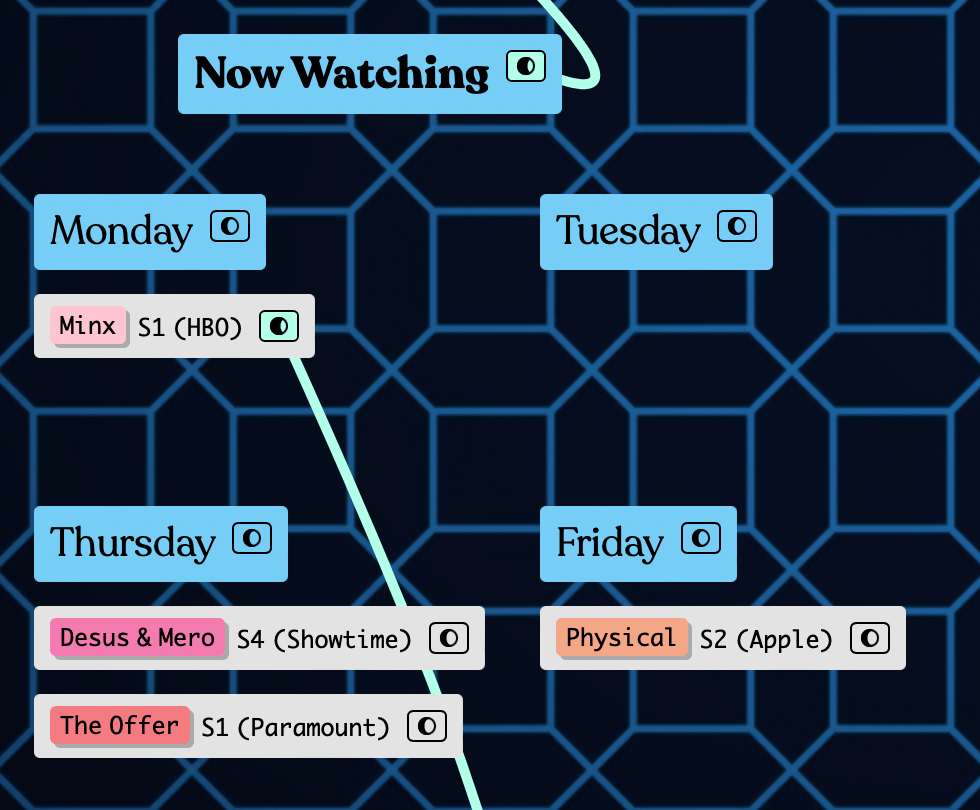 Now Watching
Monday
Tuesday
Minx S1 (HBO)
Thursday
Friday
Desus & Mero S4 (Showtime)
Physical S2 (Apple)
The Offer S1 (Paramount)